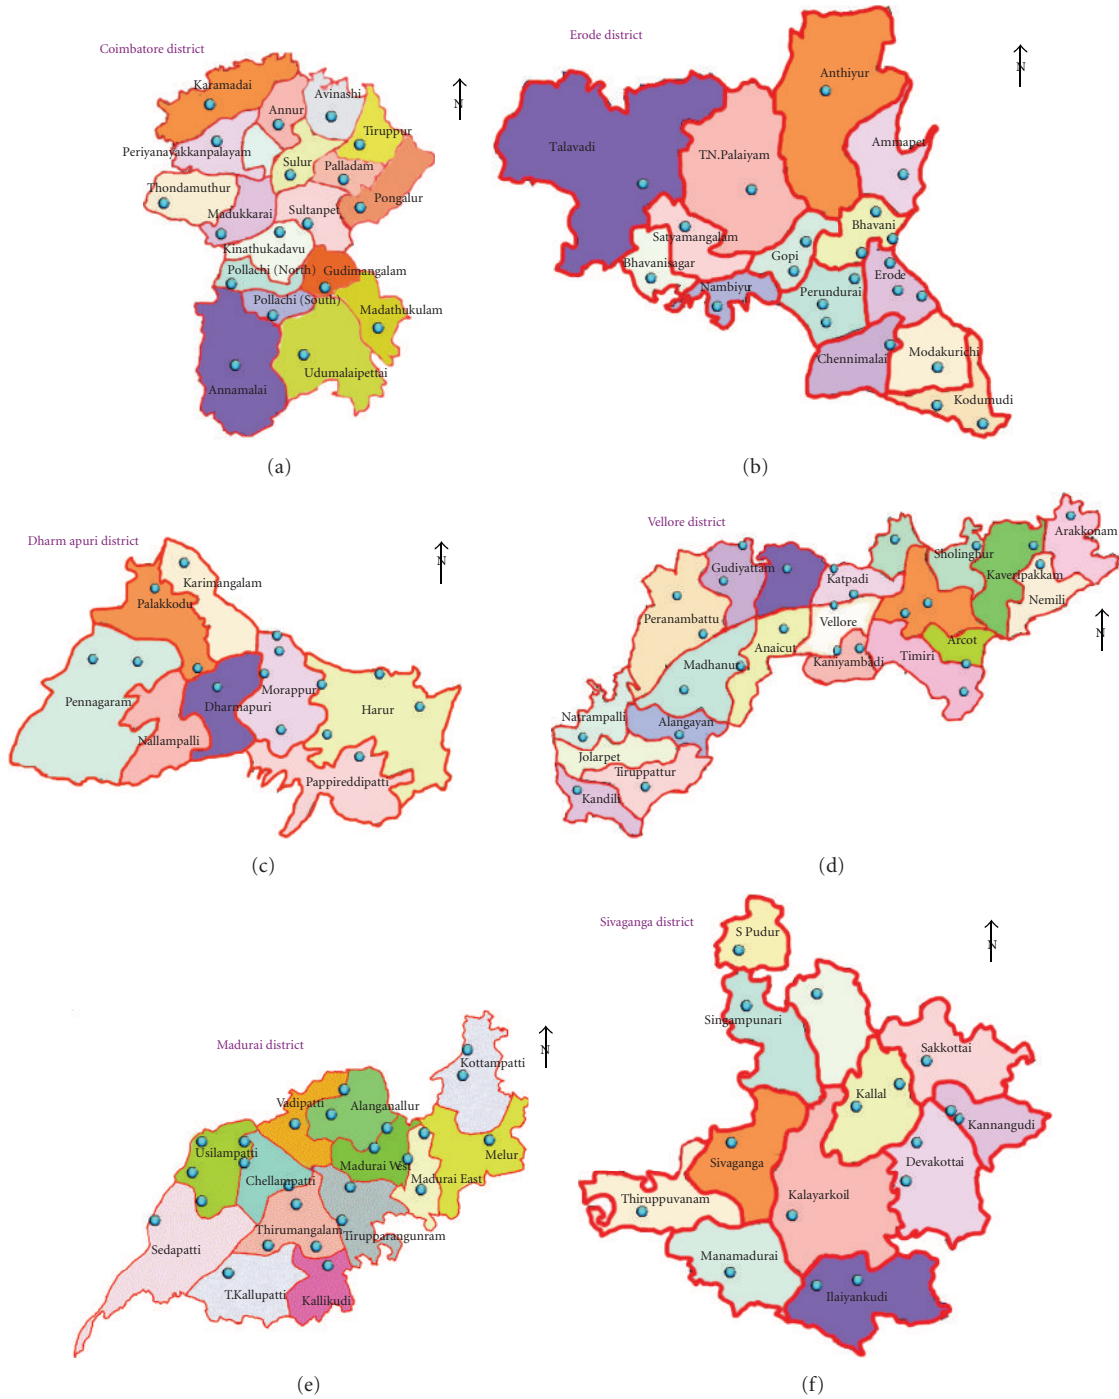 Coimbatore district
N
Karamadai
Avinashi
Annur
Tiruppur
Periyanayakkanpalayam
Sulur
Palladam
Thondamuthur
Pongalur
Madukkarai
Sultanpet
Kinathukadavu
Pollachi (North)
Gudimangalam
Pollachi (South)
Madathukulam
Udumalaipettai
Annamalai
(a)
Erode district
N
Anthiyur
Talavadi
T.N.Palaiyam
Ammapet
Bhavani
Satyamangalam
Gopi
Bhavanisagar
Erode
Nambiyur
Perundurai
Chennimalai
Modakurichi
Kodumudi
(b)
Dharm apuri district
N
Karimangalam
Palakkodu
Pennagaram
Morappur
Dharmapuri
Harur
Nallampalli
Pappireddipatti
(c)
Vellore district
N
Arakkonam
Sholinghur
Gudiyattam
Katpadi
Kaveripakkam
Nemili
Peranambattu
Vellore
Arcot
Anaicut
Timiri
Madhanur
Kaniyambadi
Natrampalli
Alangayan
Jolarpet
Tiruppattur
Kandili
(d)
Madurai district
N
Kottampatti
Vadipatti
Alanganallur
Usilampatti
Madurai West
Melur
Chellampatti
Madurai East
Thirumangalam
Tirupparangunram
Sedapatti
T.Kallupatti
Kallikudi
(e)
Sivaganga district
N
S Pudur
Singampunari
Sakkottai
Kallal
Kannangudi
Sivaganga
Devakottai
Thiruppuvanam
Kalayarkoil
Manamadurai
Ilaiyankudi
(f)